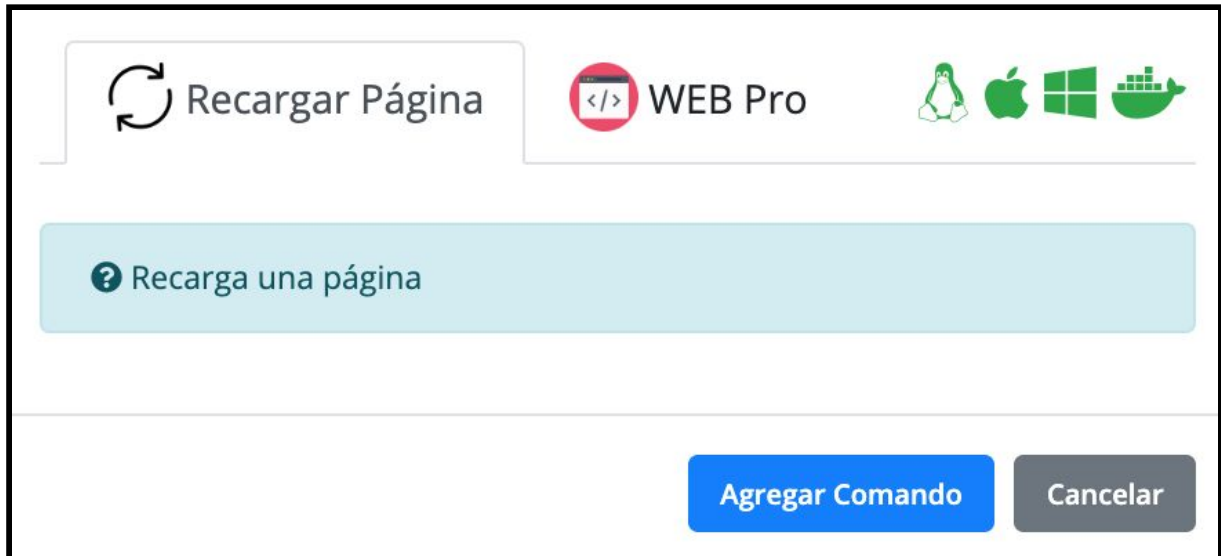 Recargar Página
</> WEB Pro
Recarga una página
Agregar Comando
Cancelar